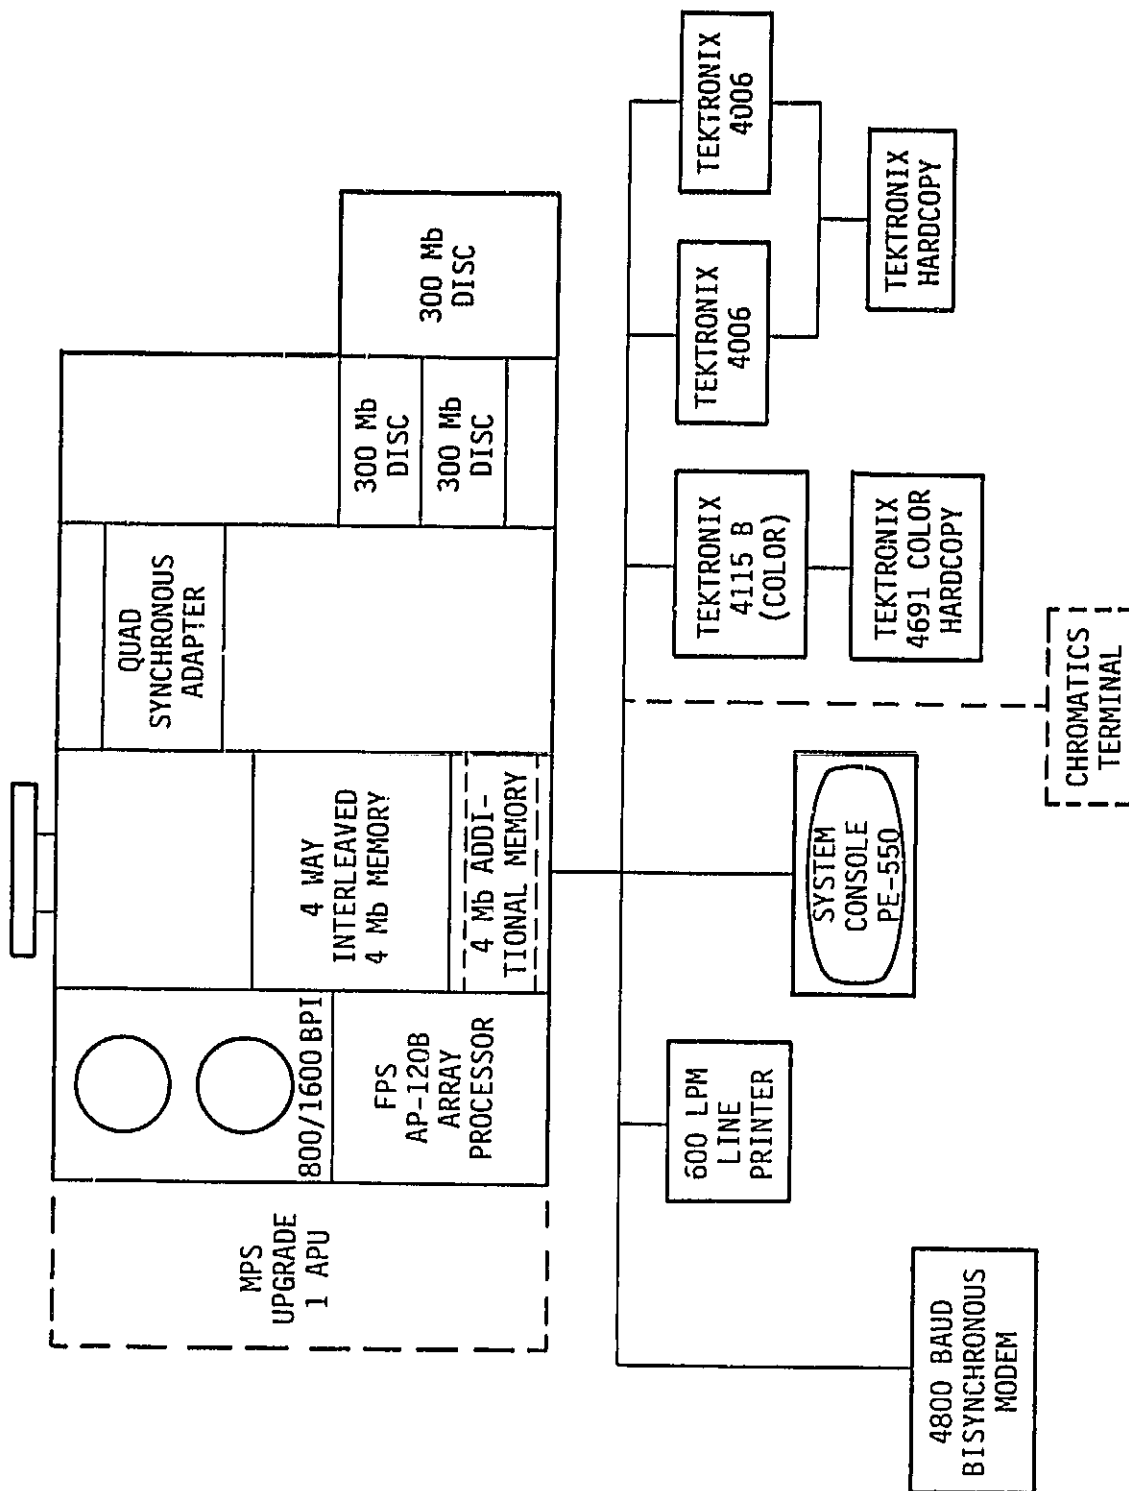 MPS
UPGRADE
1 APU
800/1600 BPI
FPS
AP-120B
ARRAY
PROCESSOR
4 WAY
INTERLEAVED
4 Mb MEMORY
4 Mb ADDI-
TIONAL MEMORY
QUAD
SYNCHRONOUS
ADAPTER
300 Mb
DISC
300 Mb
DISC
300 Mb
DISC
4800 BAUD
BISYNCHRONOUS
MODEM
600 LPM
LINE
PRINTER
SYSTEM
CONSOLE
PE-550
CHROMATICS
TERMINAL
TEKTRONIX
4115 B
(COLOR)
TEKTRONIX
4691 COLOR
HARDCOPY
TEKTRONIX
4006
TEKTRONIX
4006
TEKTRONIX
HARDCOPY